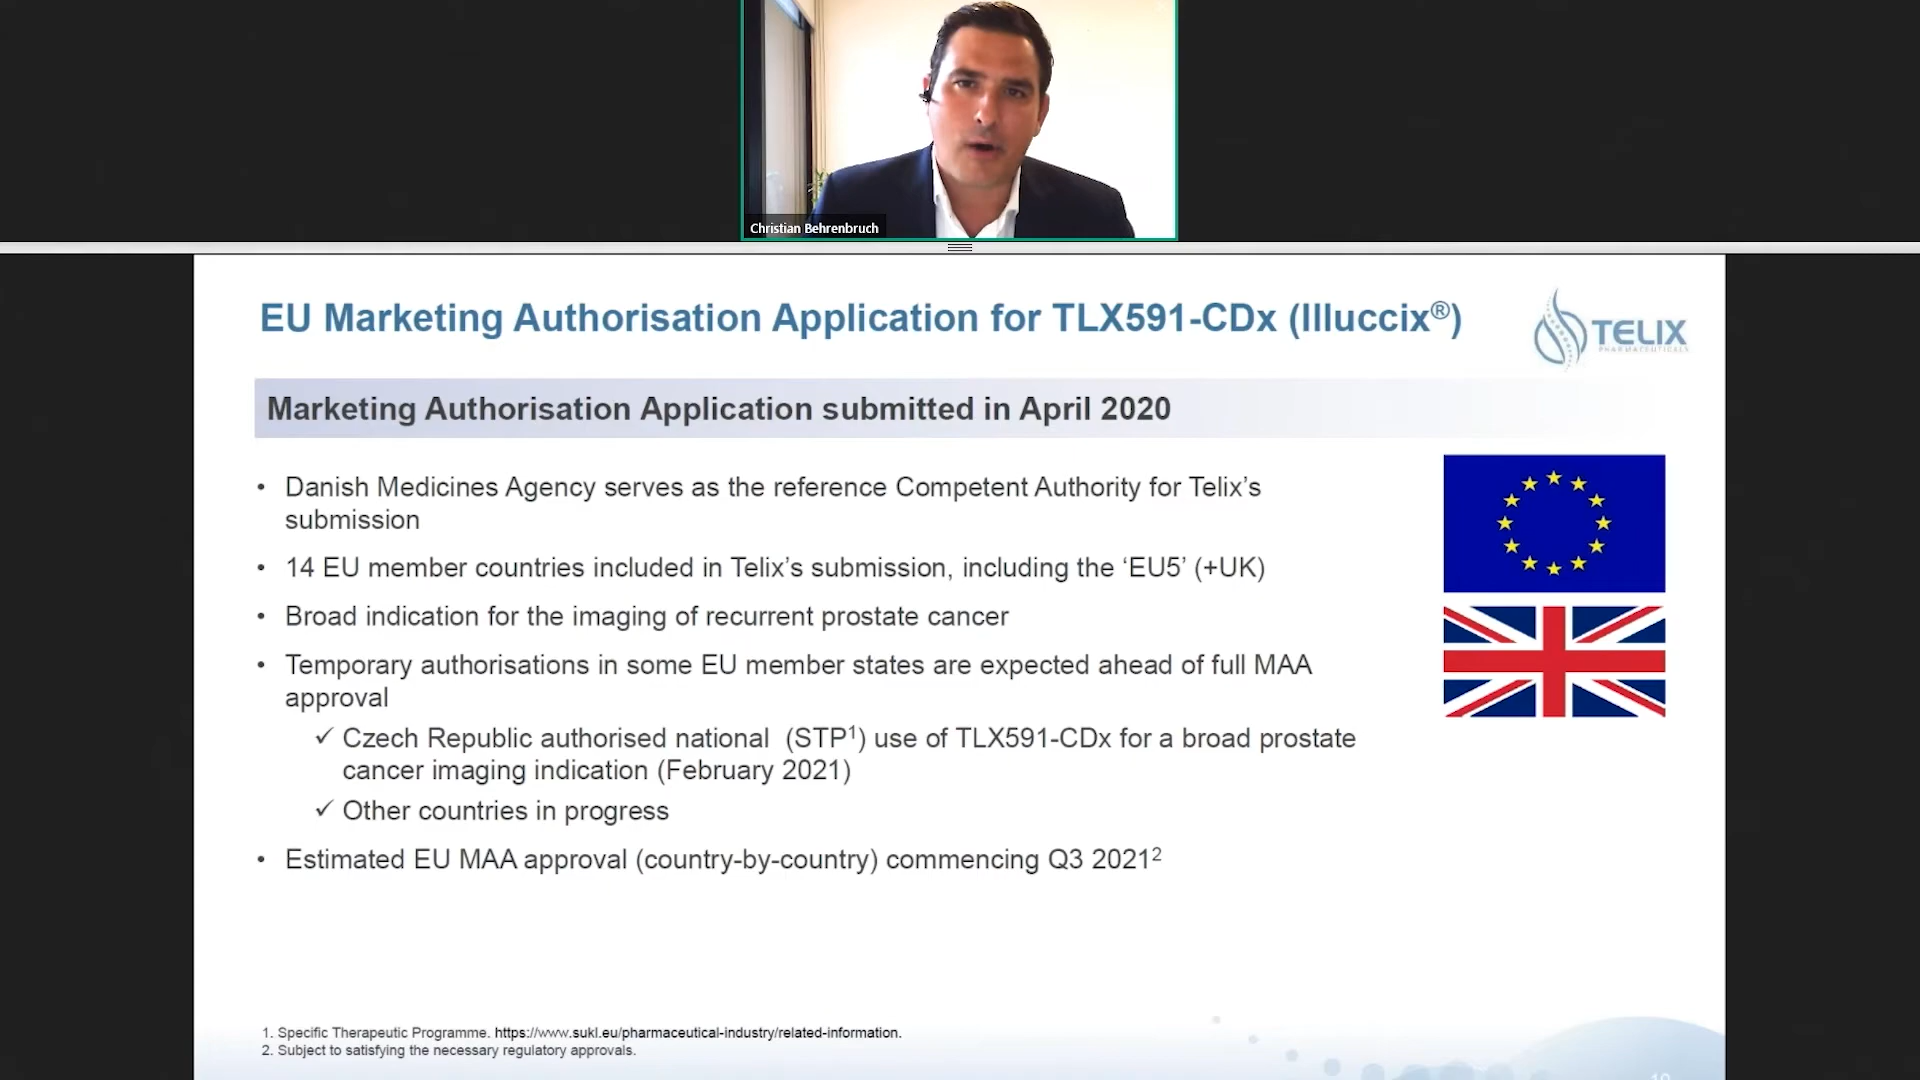 Christian Behrenbruch
EU Marketing Authorisation Application for TLX591-CDx (Illuccix®)
TELIX
PHARMACEUTICALS
Marketing Authorisation Application submitted in April 2020
• Danish Medicines Agency serves as the reference Competent Authority for Telix’s
submission
• 14 EU member countries included in Telix’s submission, including the ‘EU5’ (+UK)
• Broad indication for the imaging of recurrent prostate cancer
• Temporary authorisations in some EU member states are expected ahead of full MAA
approval
✓ Czech Republic authorised national (STP¹) use of TLX591-CDx for a broad prostate
cancer imaging indication (February 2021)
✓ Other countries in progress
• Estimated EU MAA approval (country-by-country) commencing Q3 2021²
1. Specific Therapeutic Programme. https://www.sukl.eu/pharmaceutical-industry/related-information.
2. Subject to satisfying the necessary regulatory approvals.